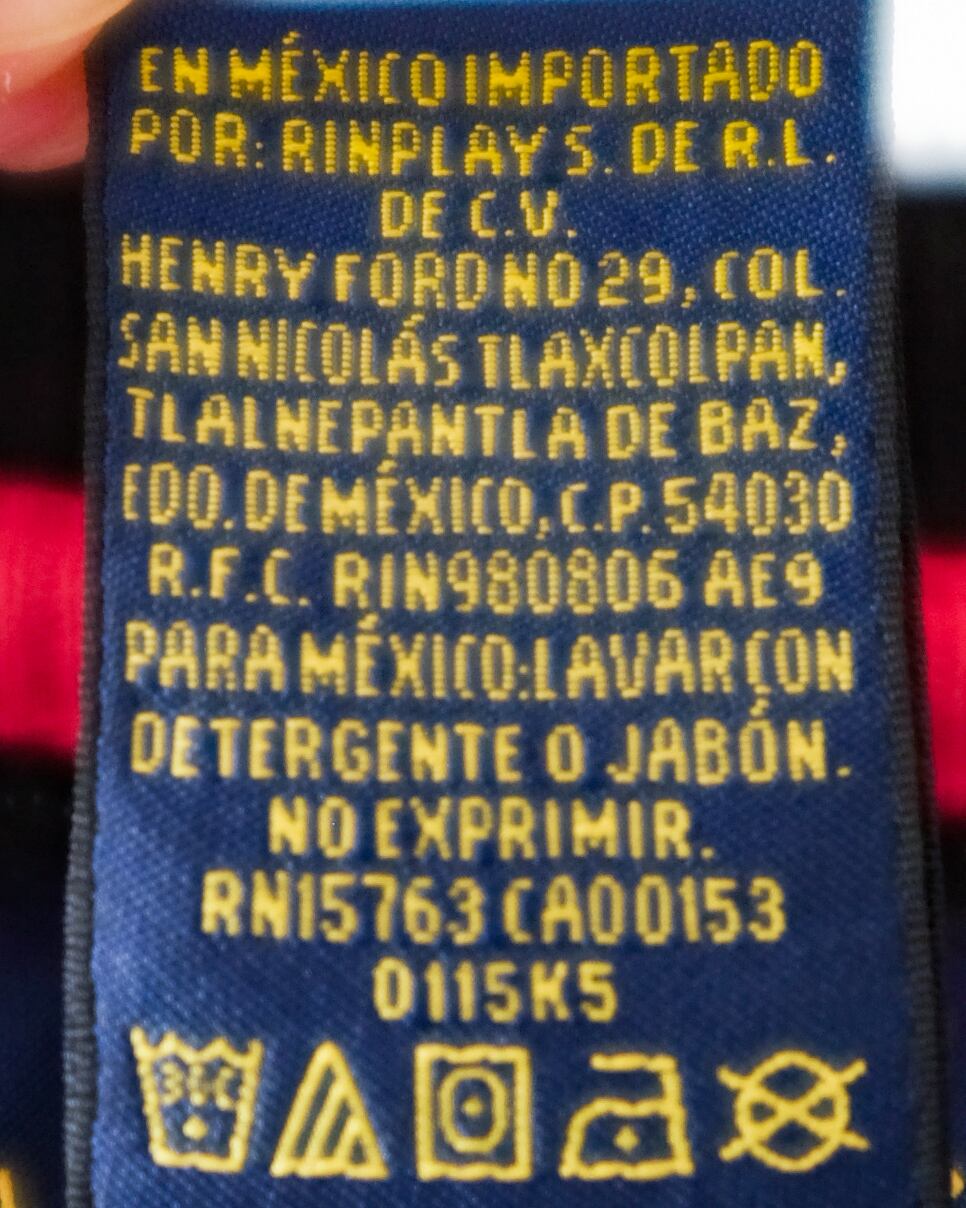 EN MÉXICO IMPORTADO
POR: RINPLAY S. DE R.L.
DE C.V.
HENRY FORD NO 29, COL.
SAN NICOLÁS TLAXCOLPAN,
TLALNEPANTLA DE BAZ,
EDO. DE MÉXICO, C.P. 54030
R.F.C. RIN980806 AE9
PARA MÉXICO: LAVAR CON
DETERGENTE O JABÓN.
NO EXPRIMIR.
RN15763 CA00153
0115K5
30C